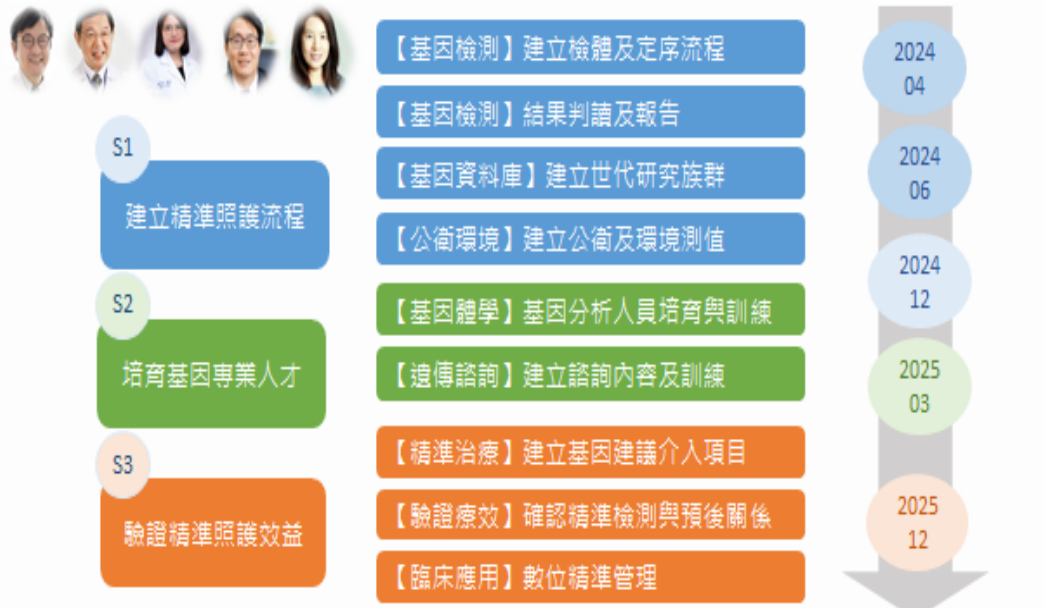 S1
建立精準照護流程
【基因檢測】建立檢體及定序流程
【基因檢測】結果判讀及報告
【基因資料庫】建立世代研究族群
【公衛環境】建立公衛及環境測值
S2
培育基因專業人才
【基因體學】基因分析人員培育與訓練
【遺傳諮詢】建立諮詢內容及訓練
S3
驗證精準照護效益
【精準治療】建立基因建議介入項目
【驗證療效】確認精準檢測與預後關係
【臨床應用】數位精準管理
2024
04
2024
06
2024
12
2025
03
2025
12